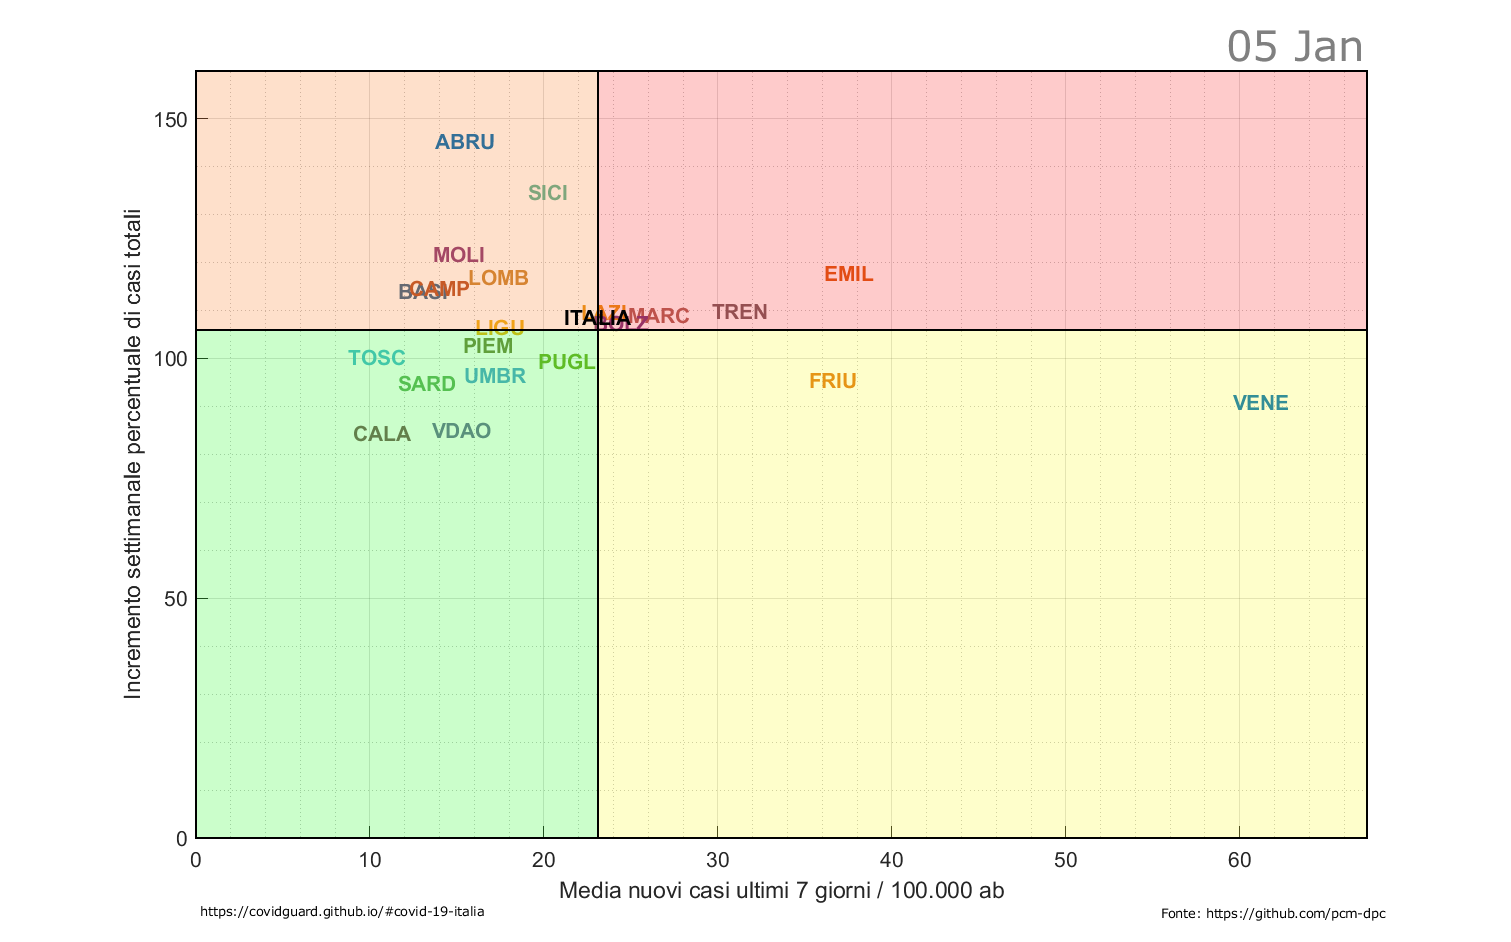 05 Jan
150
ABRU
SICI
MOLI
LOMB
EMIL
BASI
CAMP
LAZI
TREN
MARC
ITALIA
BOLZ
LIGU
PIEM
100
TOSC
PUGL
UMBR
SARD
FRIU
VENE
CALA
VDAO
50
0
Incremento settimanale percentuale di casi totali
0 10 20 30 40 50 60
Media nuovi casi ultimi 7 giorni / 100.000 ab
https://covidguard.github.io/#covid-19-italia
Fonte: https://github.com/pcm-dpc